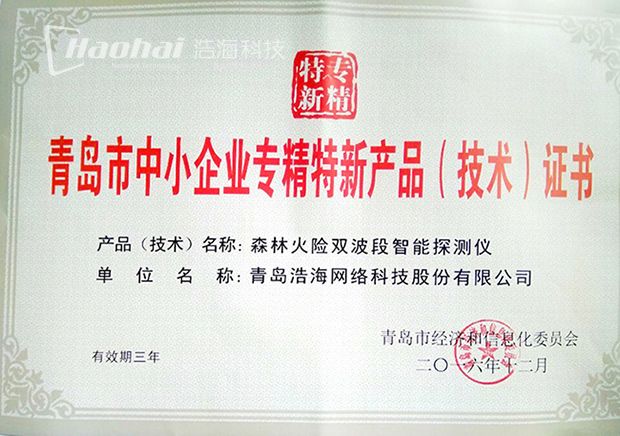 Haohai 浩海科技
特专
新精
青岛市中小企业专精特新产品（技术）证书
产品（技术）名称：森林火险双波段智能探测仪
单位名称：青岛浩海网络科技股份有限公司
青岛市经济和信息化委员会
有效期三年
二〇一六年十二月